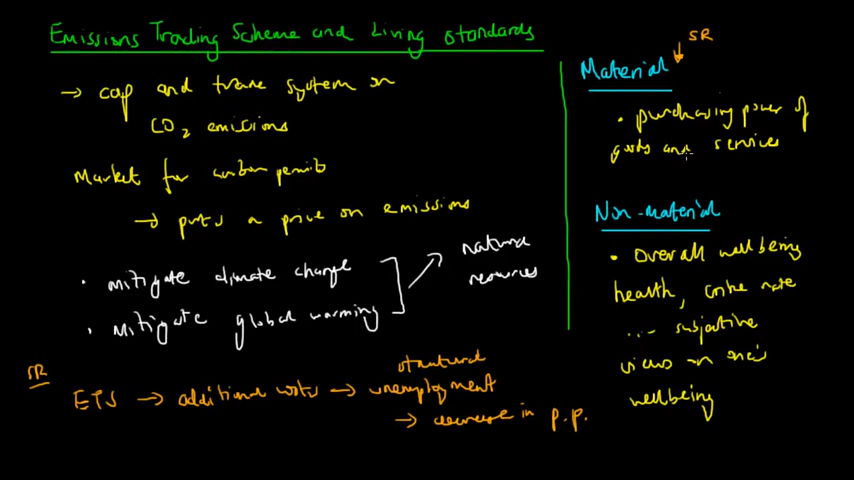 Emissions Trading Scheme and Living standards
→ cap and trade system on
CO₂ emissions
Market for carbon permits
→ puts a price on emissions
• mitigate climate change
• mitigate global warming
natural
resources
SR
ETS → additional costs → structural
unemployment
→ decrease in p.p.
Material ↓ SR
• purchasing power of
goods and services
Non-material
• Overall wellbeing
health, crime rate
.... subjective
views on one's
wellbeing